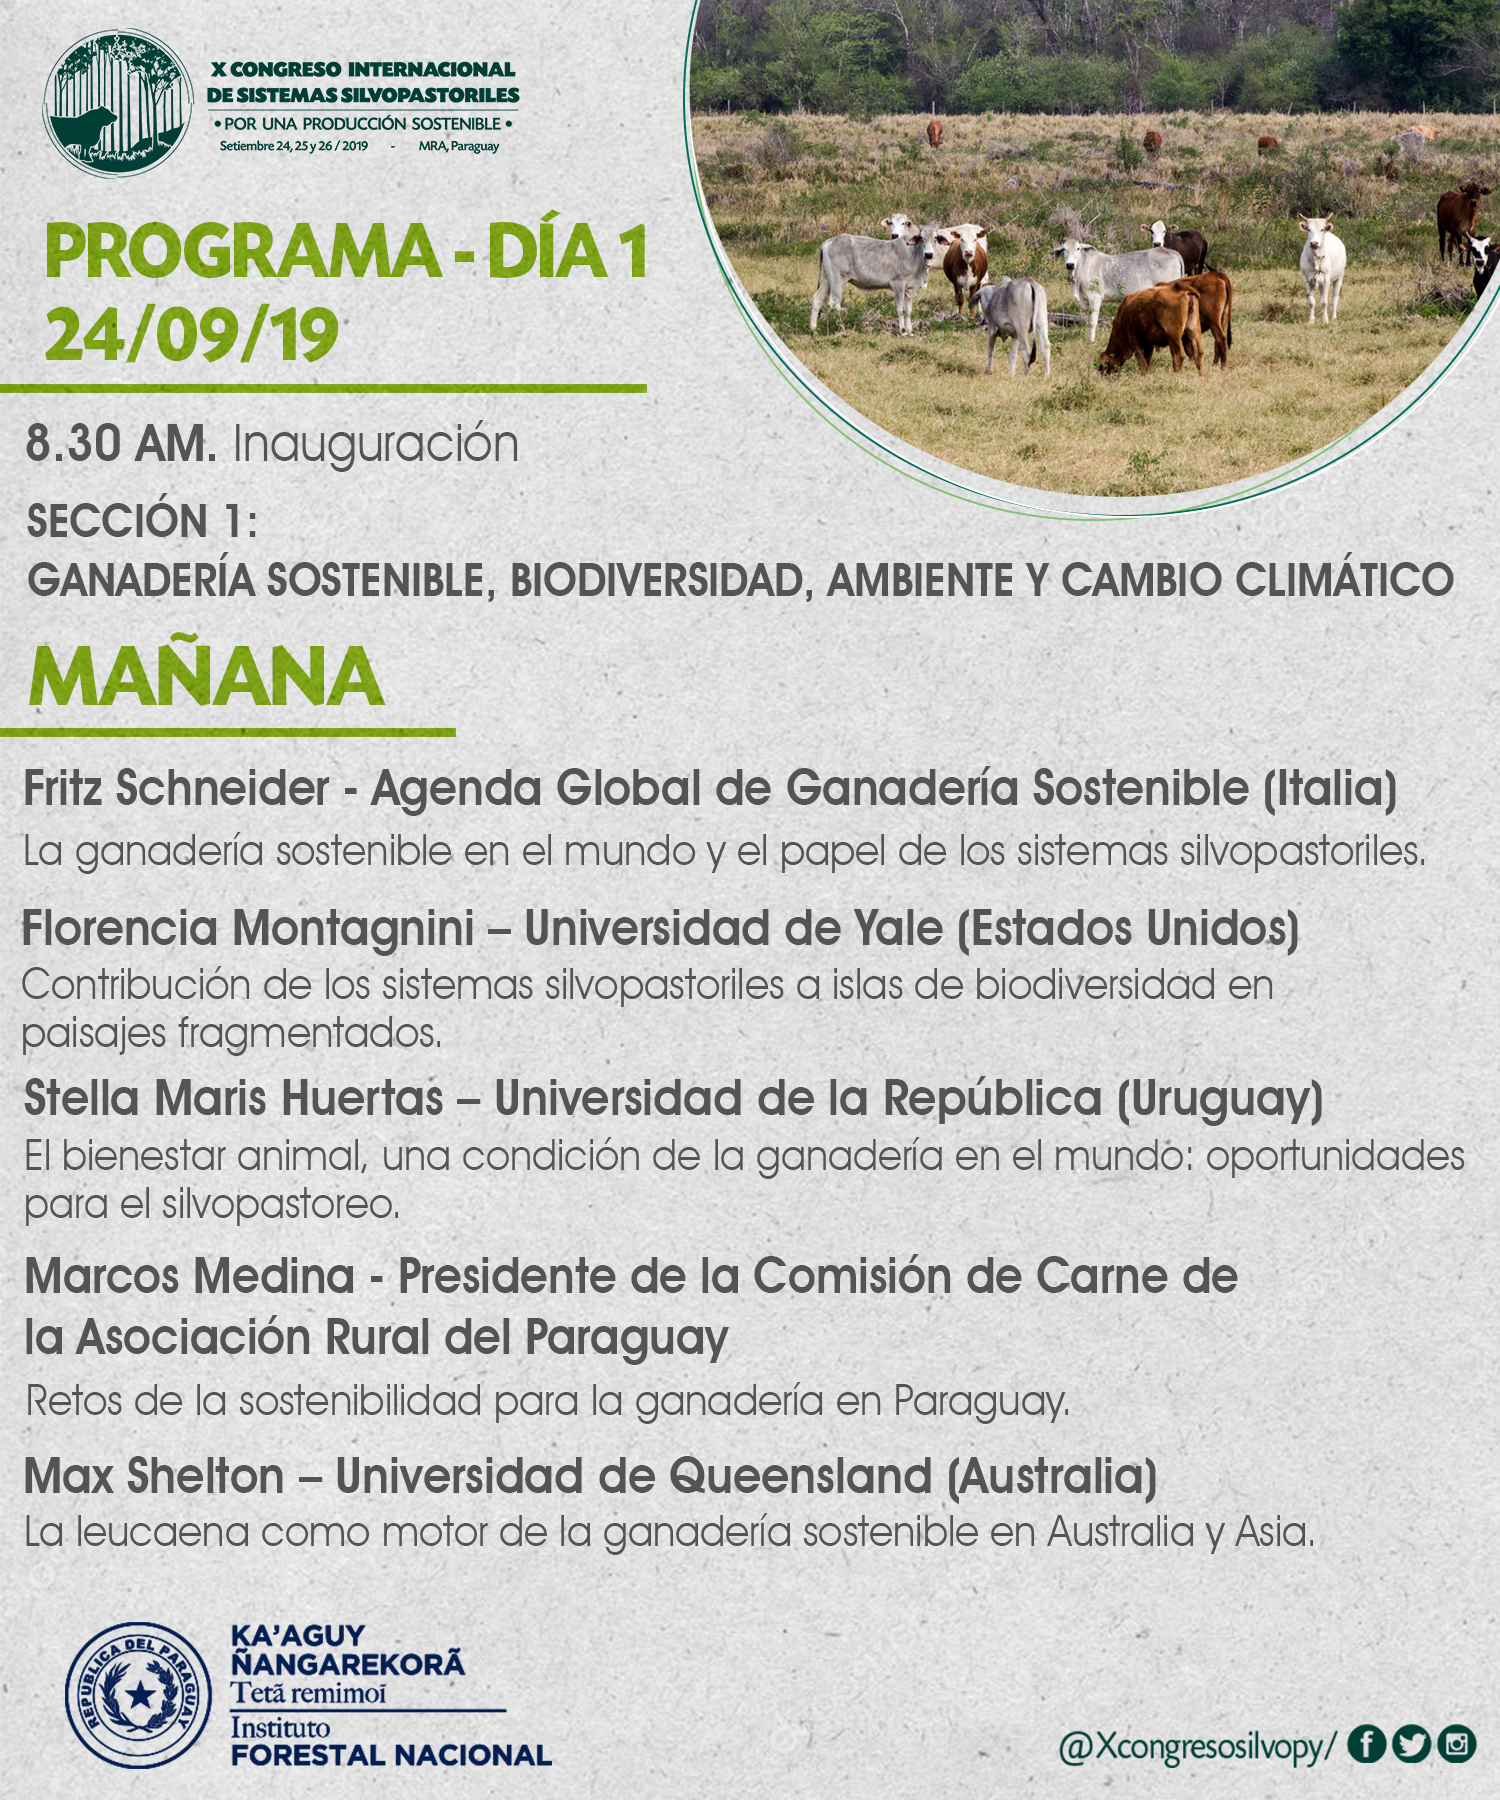 X CONGRESO INTERNACIONAL
DE SISTEMAS SILVOPASTORILES
• POR UNA PRODUCCIÓN SOSTENIBLE •
Setiembre 24, 25 y 26 / 2019 - MRA, Paraguay
PROGRAMA - DÍA 1
24/09/19
8.30 AM. Inauguración
SECCIÓN 1:
GANADERÍA SOSTENIBLE, BIODIVERSIDAD, AMBIENTE Y CAMBIO CLIMÁTICO
MAÑANA
Fritz Schneider - Agenda Global de Ganadería Sostenible (Italia)
La ganadería sostenible en el mundo y el papel de los sistemas silvopastoriles.
Florencia Montagnini – Universidad de Yale (Estados Unidos)
Contribución de los sistemas silvopastoriles a islas de biodiversidad en
paisajes fragmentados.
Stella Maris Huertas – Universidad de la República (Uruguay)
El bienestar animal, una condición de la ganadería en el mundo: oportunidades
para el silvopastoreo.
Marcos Medina - Presidente de la Comisión de Carne de
la Asociación Rural del Paraguay
Retos de la sostenibilidad para la ganadería en Paraguay.
Max Shelton – Universidad de Queensland (Australia)
La leucaena como motor de la ganadería sostenible en Australia y Asia.
REPUBLICA DEL PARAGUAY
KA'AGUY
ÑANGAREKORÃ
Tetã remimoĩ
Instituto
FORESTAL NACIONAL
@Xcongresosilvopy/